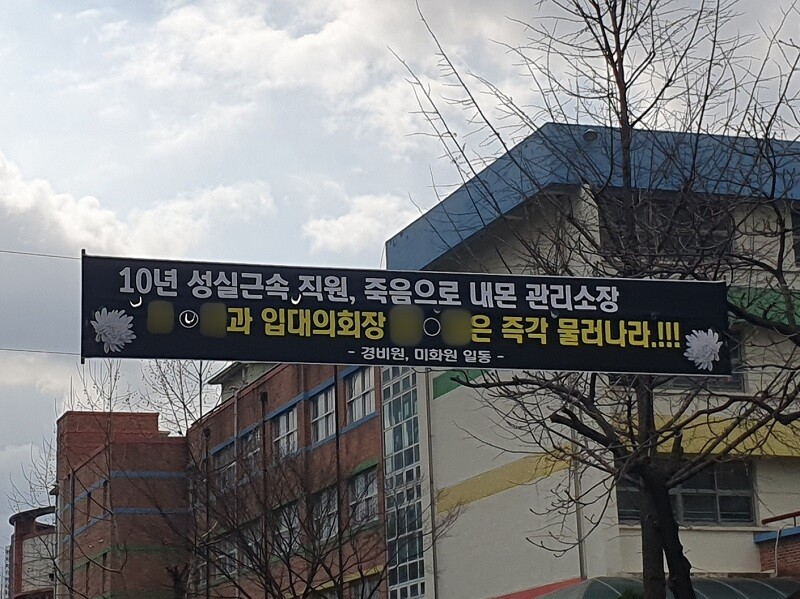 10년 성실근속 직원, 죽음으로 내몬 관리소장
○ 과 입대의회장 ○ 은 즉각 물러나라.!!!
- 경비원, 미화원 일동 -